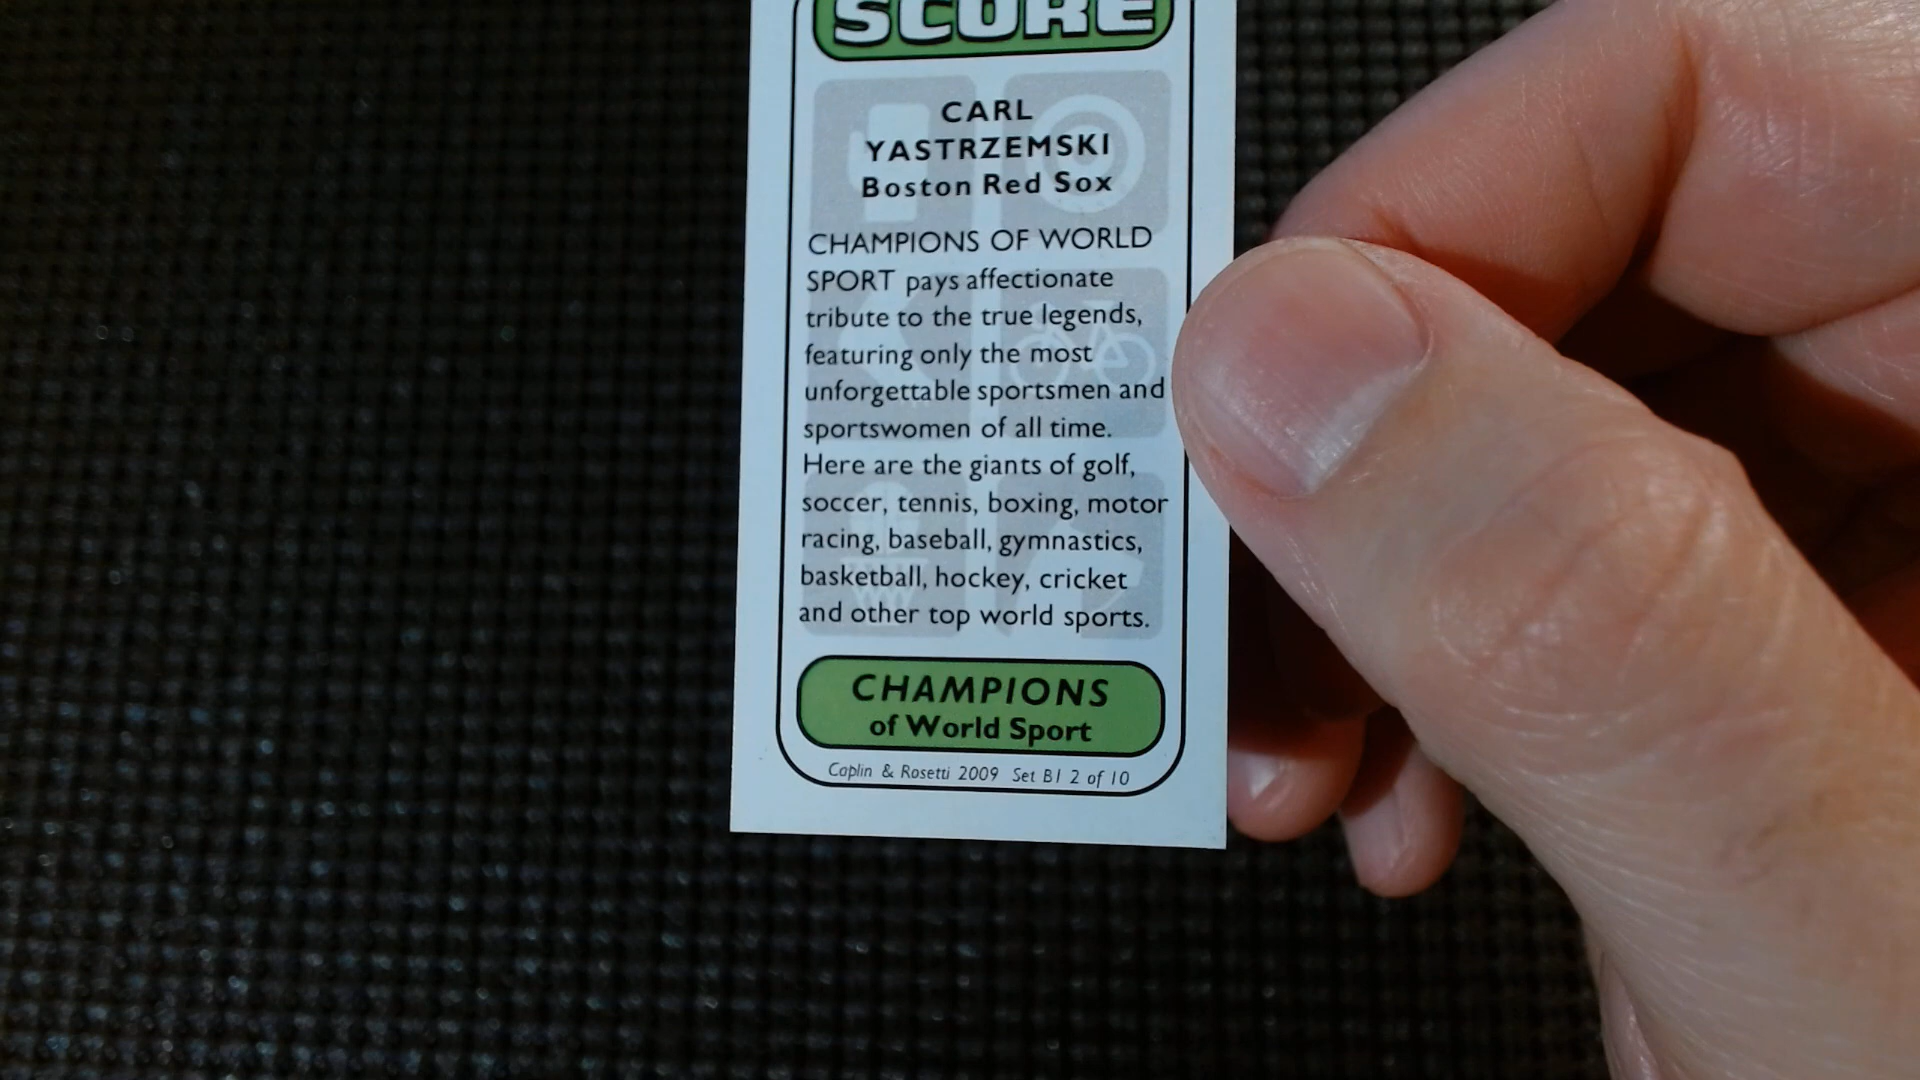 SCORE
CARL
YASTRZEMSKI
Boston Red Sox
CHAMPIONS OF WORLD
SPORT pays affectionate
tribute to the true legends,
featuring only the most
unforgettable sportsmen and
sportswomen of all time.
Here are the giants of golf,
soccer, tennis, boxing, motor
racing, baseball, gymnastics,
basketball, hockey, cricket
and other top world sports.
CHAMPIONS
of World Sport
Caplin & Rosetti 2009 Set B1 2 of 10